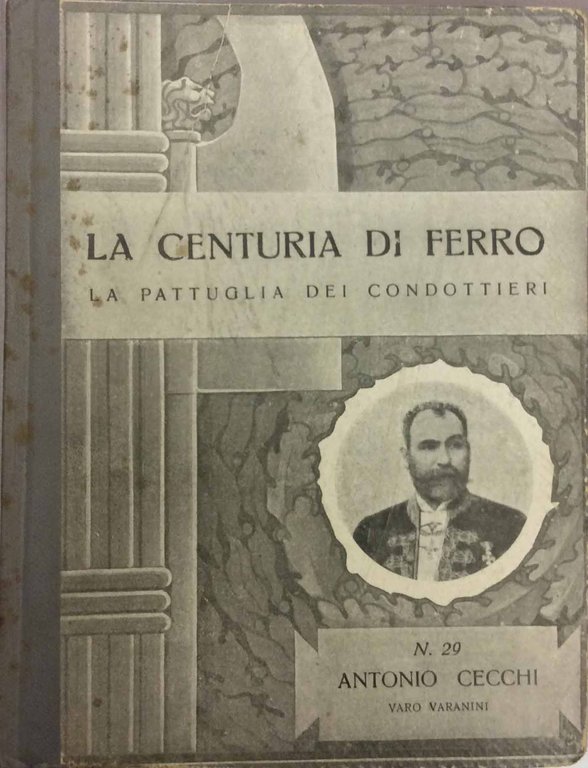 LA CENTURIA DI FERRO
LA PATTUGLIA DEI CONDOTTIERI
N. 29
ANTONIO CECCHI
VARO VARANINI